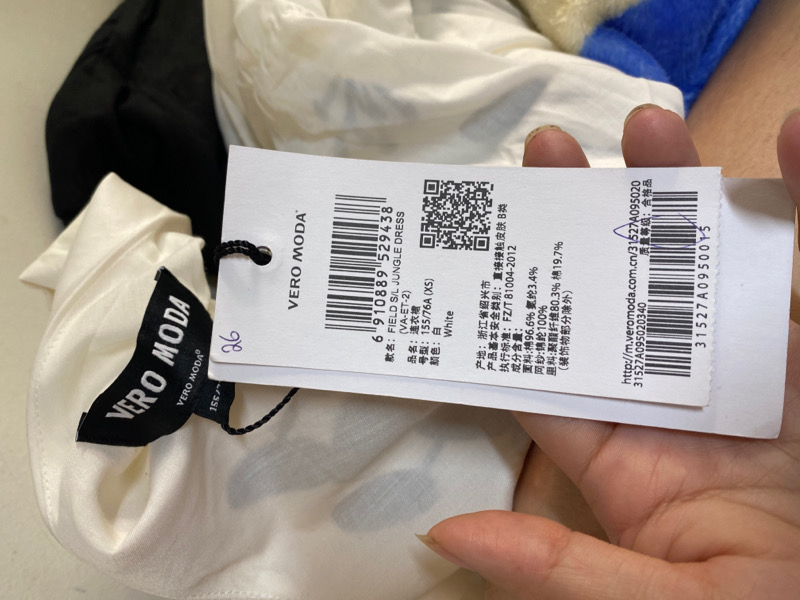 VERO MODA
VERO MODA®
155/7
26
VERO MODA
6 910889 529438
款名: FIELD S/L JUNGLE DRESS
(VA-ET-2)
品名: 连衣裙
号型: 155/76A (XS)
颜色: 白
White
产地: 浙江省绍兴市
产品基本安全类别: 直接接触皮肤 B类
执行标准: FZ/T 81004-2012
成分含量:
面料:棉96.6% 氨纶3.4%
网纱:锦纶100%
里料:聚酯纤维80.3% 棉19.7%
(装饰物部分除外)
http://m.veromoda.com.cn/31527A095020
31527A095020340 质量等级: 合格品
31527A0950015